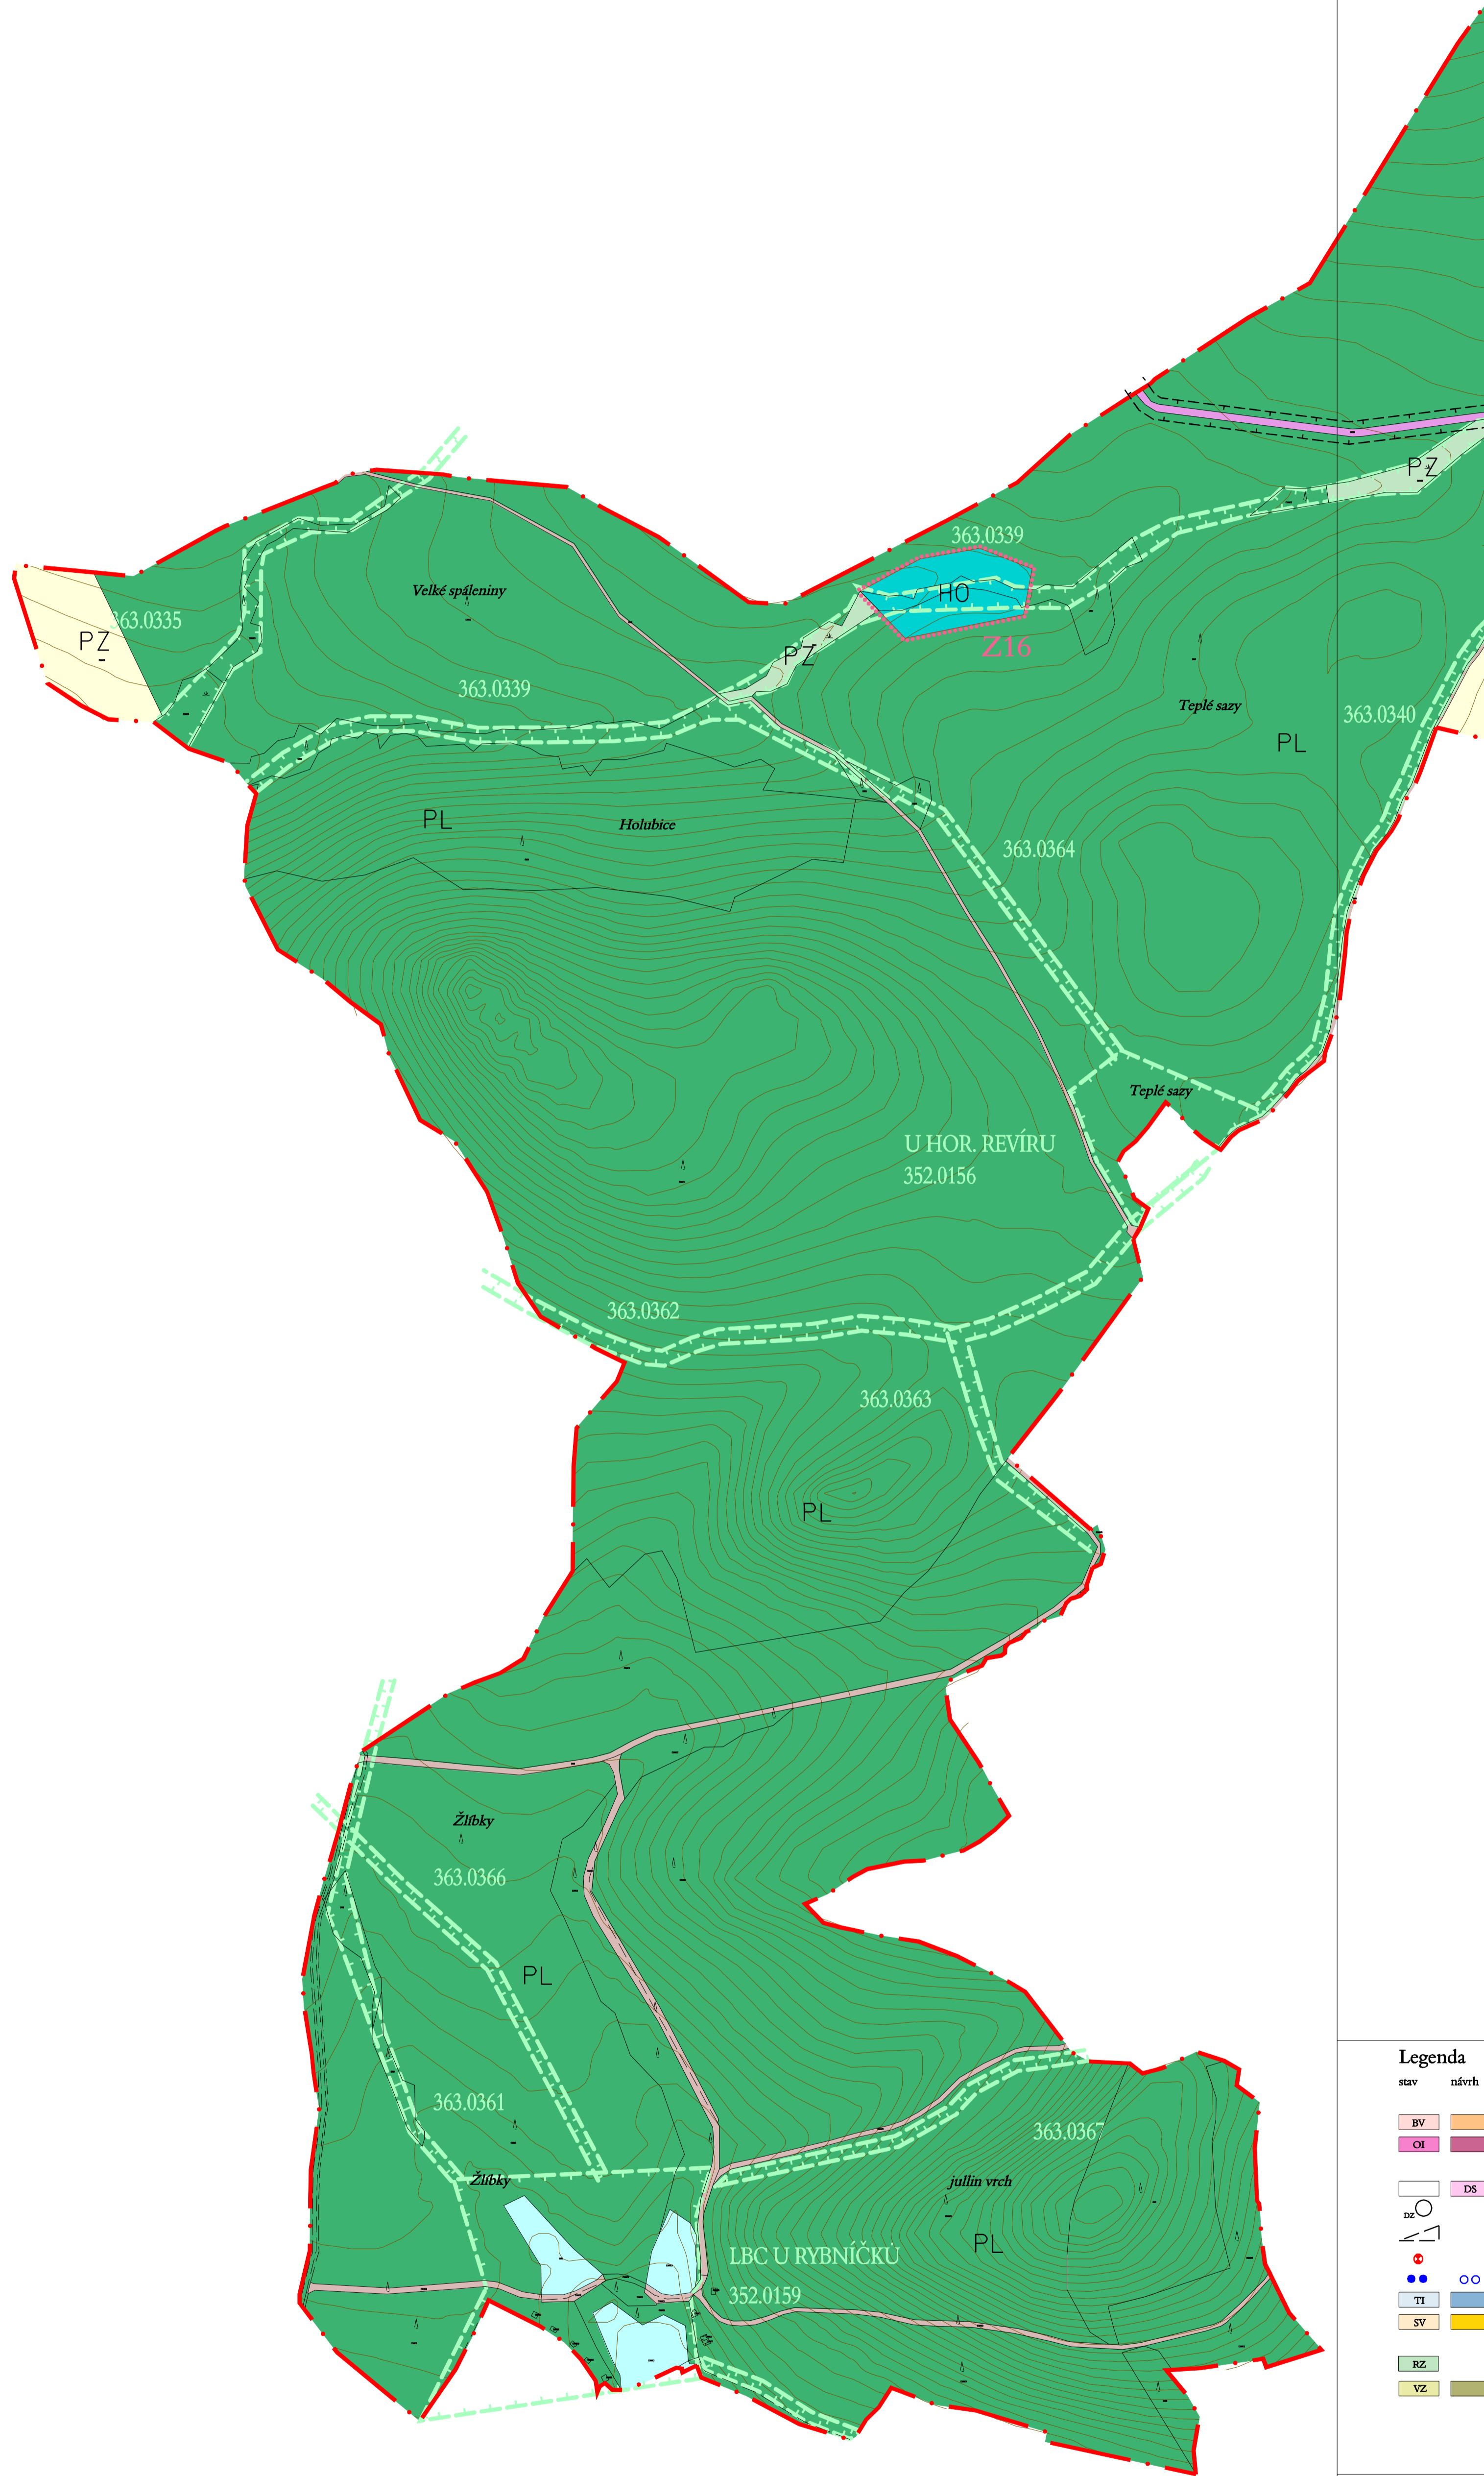 PZ
363.0339
Velké spáleniny
HO
363.0335
PZ
Z16
PZ
363.0339
Teplé sazy
363.0340
PL
PL
Holubice
363.0364
Teplé sazy
U HOR. REVÍRU
352.0156
363.0362
363.0363
PL
Žlíbky
363.0366
PL
Legenda
stav návrh
363.0361
BV
363.0367
OI
Žlíbky
jullin vrch
DS
DZ
PL
LBC U RYBNÍČKŮ
352.0159
TI
SV
RZ
VZ